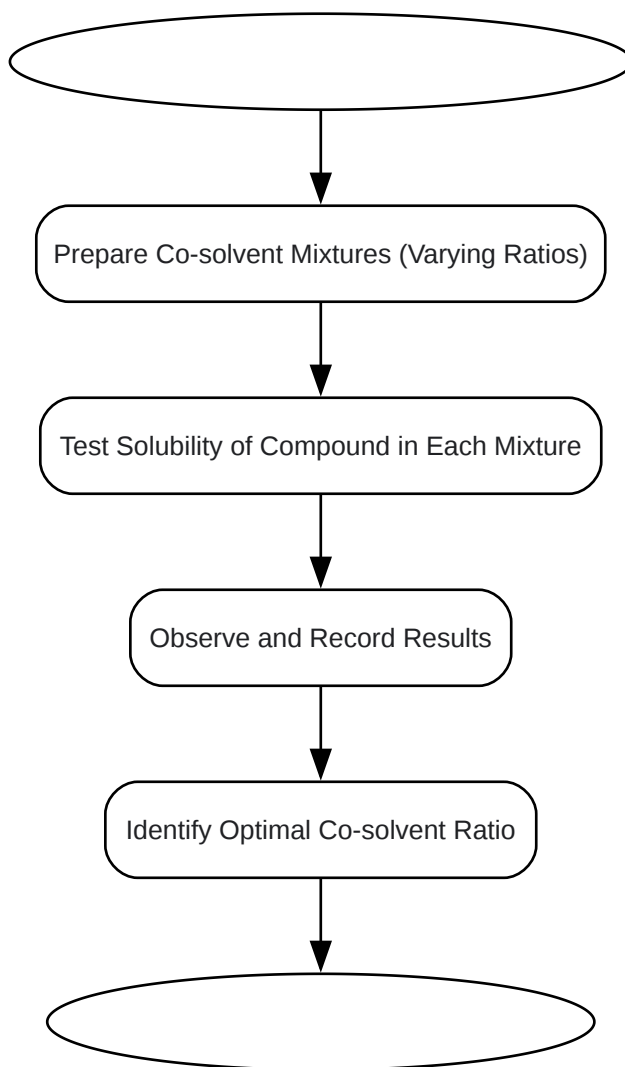 Prepare Co-solvent Mixtures (Varying Ratios)
Test Solubility of Compound in Each Mixture
Observe and Record Results
Identify Optimal Co-solvent Ratio